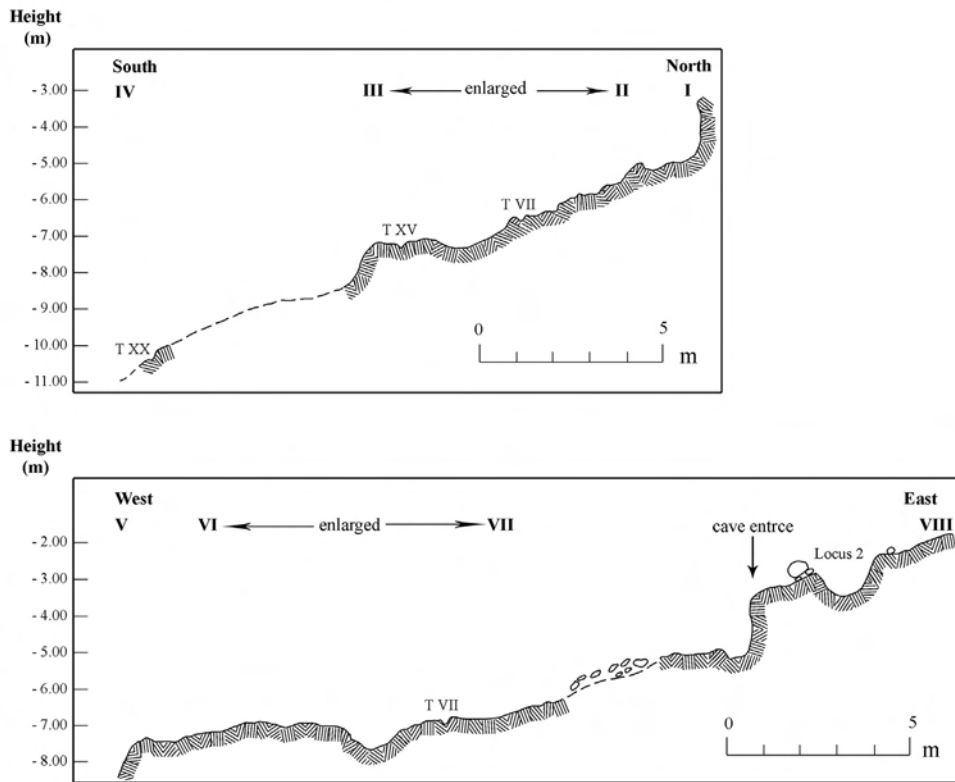 Height
(m)
South North
IV III enlarged II I
- 3.00
- 4.00
- 5.00
- 6.00
T VII
- 7.00
T XV
- 8.00
- 9.00
0 5
- 10.00
T XX
m
- 11.00
Height
(m)
West East
V VI enlarged VII cave entrce VIII
- 2.00
Locus 2
- 3.00
- 4.00
- 5.00
- 6.00
T VII
- 7.00
0 5
- 8.00
m